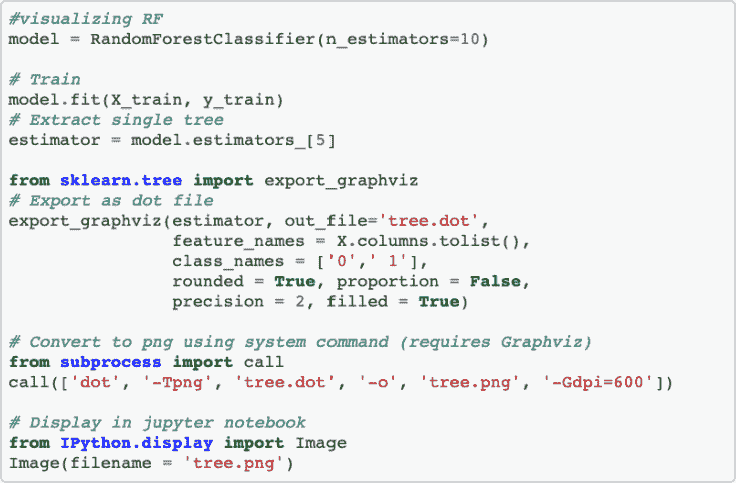 #visualizing RF
model = RandomForestClassifier(n_estimators=10)
# Train
model.fit(X_train, y_train)
# Extract single tree
estimator = model.estimators_[5]
from sklearn.tree import export_graphviz
# Export as dot file
export_graphviz(estimator, out_file='tree.dot',
                feature_names = X.columns.tolist(),
                class_names = ['0',' 1'],
                rounded = True, proportion = False,
                precision = 2, filled = True)
# Convert to png using system command (requires Graphviz)
from subprocess import call
call(['dot', '-Tpng', 'tree.dot', '-o', 'tree.png', '-Gdpi=600'])
# Display in jupyter notebook
from IPython.display import Image
Image(filename = 'tree.png')